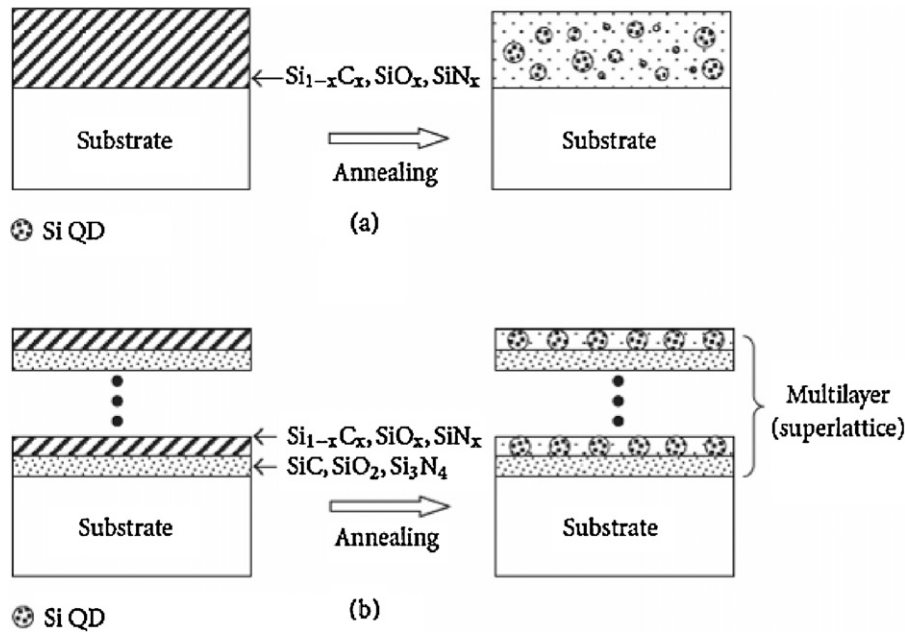 Si₁₋ₓCₓ, SiOₓ, SiNₓ
Substrate
Annealing
Substrate
Si QD
(a)
Si₁₋ₓCₓ, SiOₓ, SiNₓ
SiC, SiO₂, Si₃N₄
Multilayer
(superlattice)
Substrate
Annealing
Substrate
Si QD
(b)